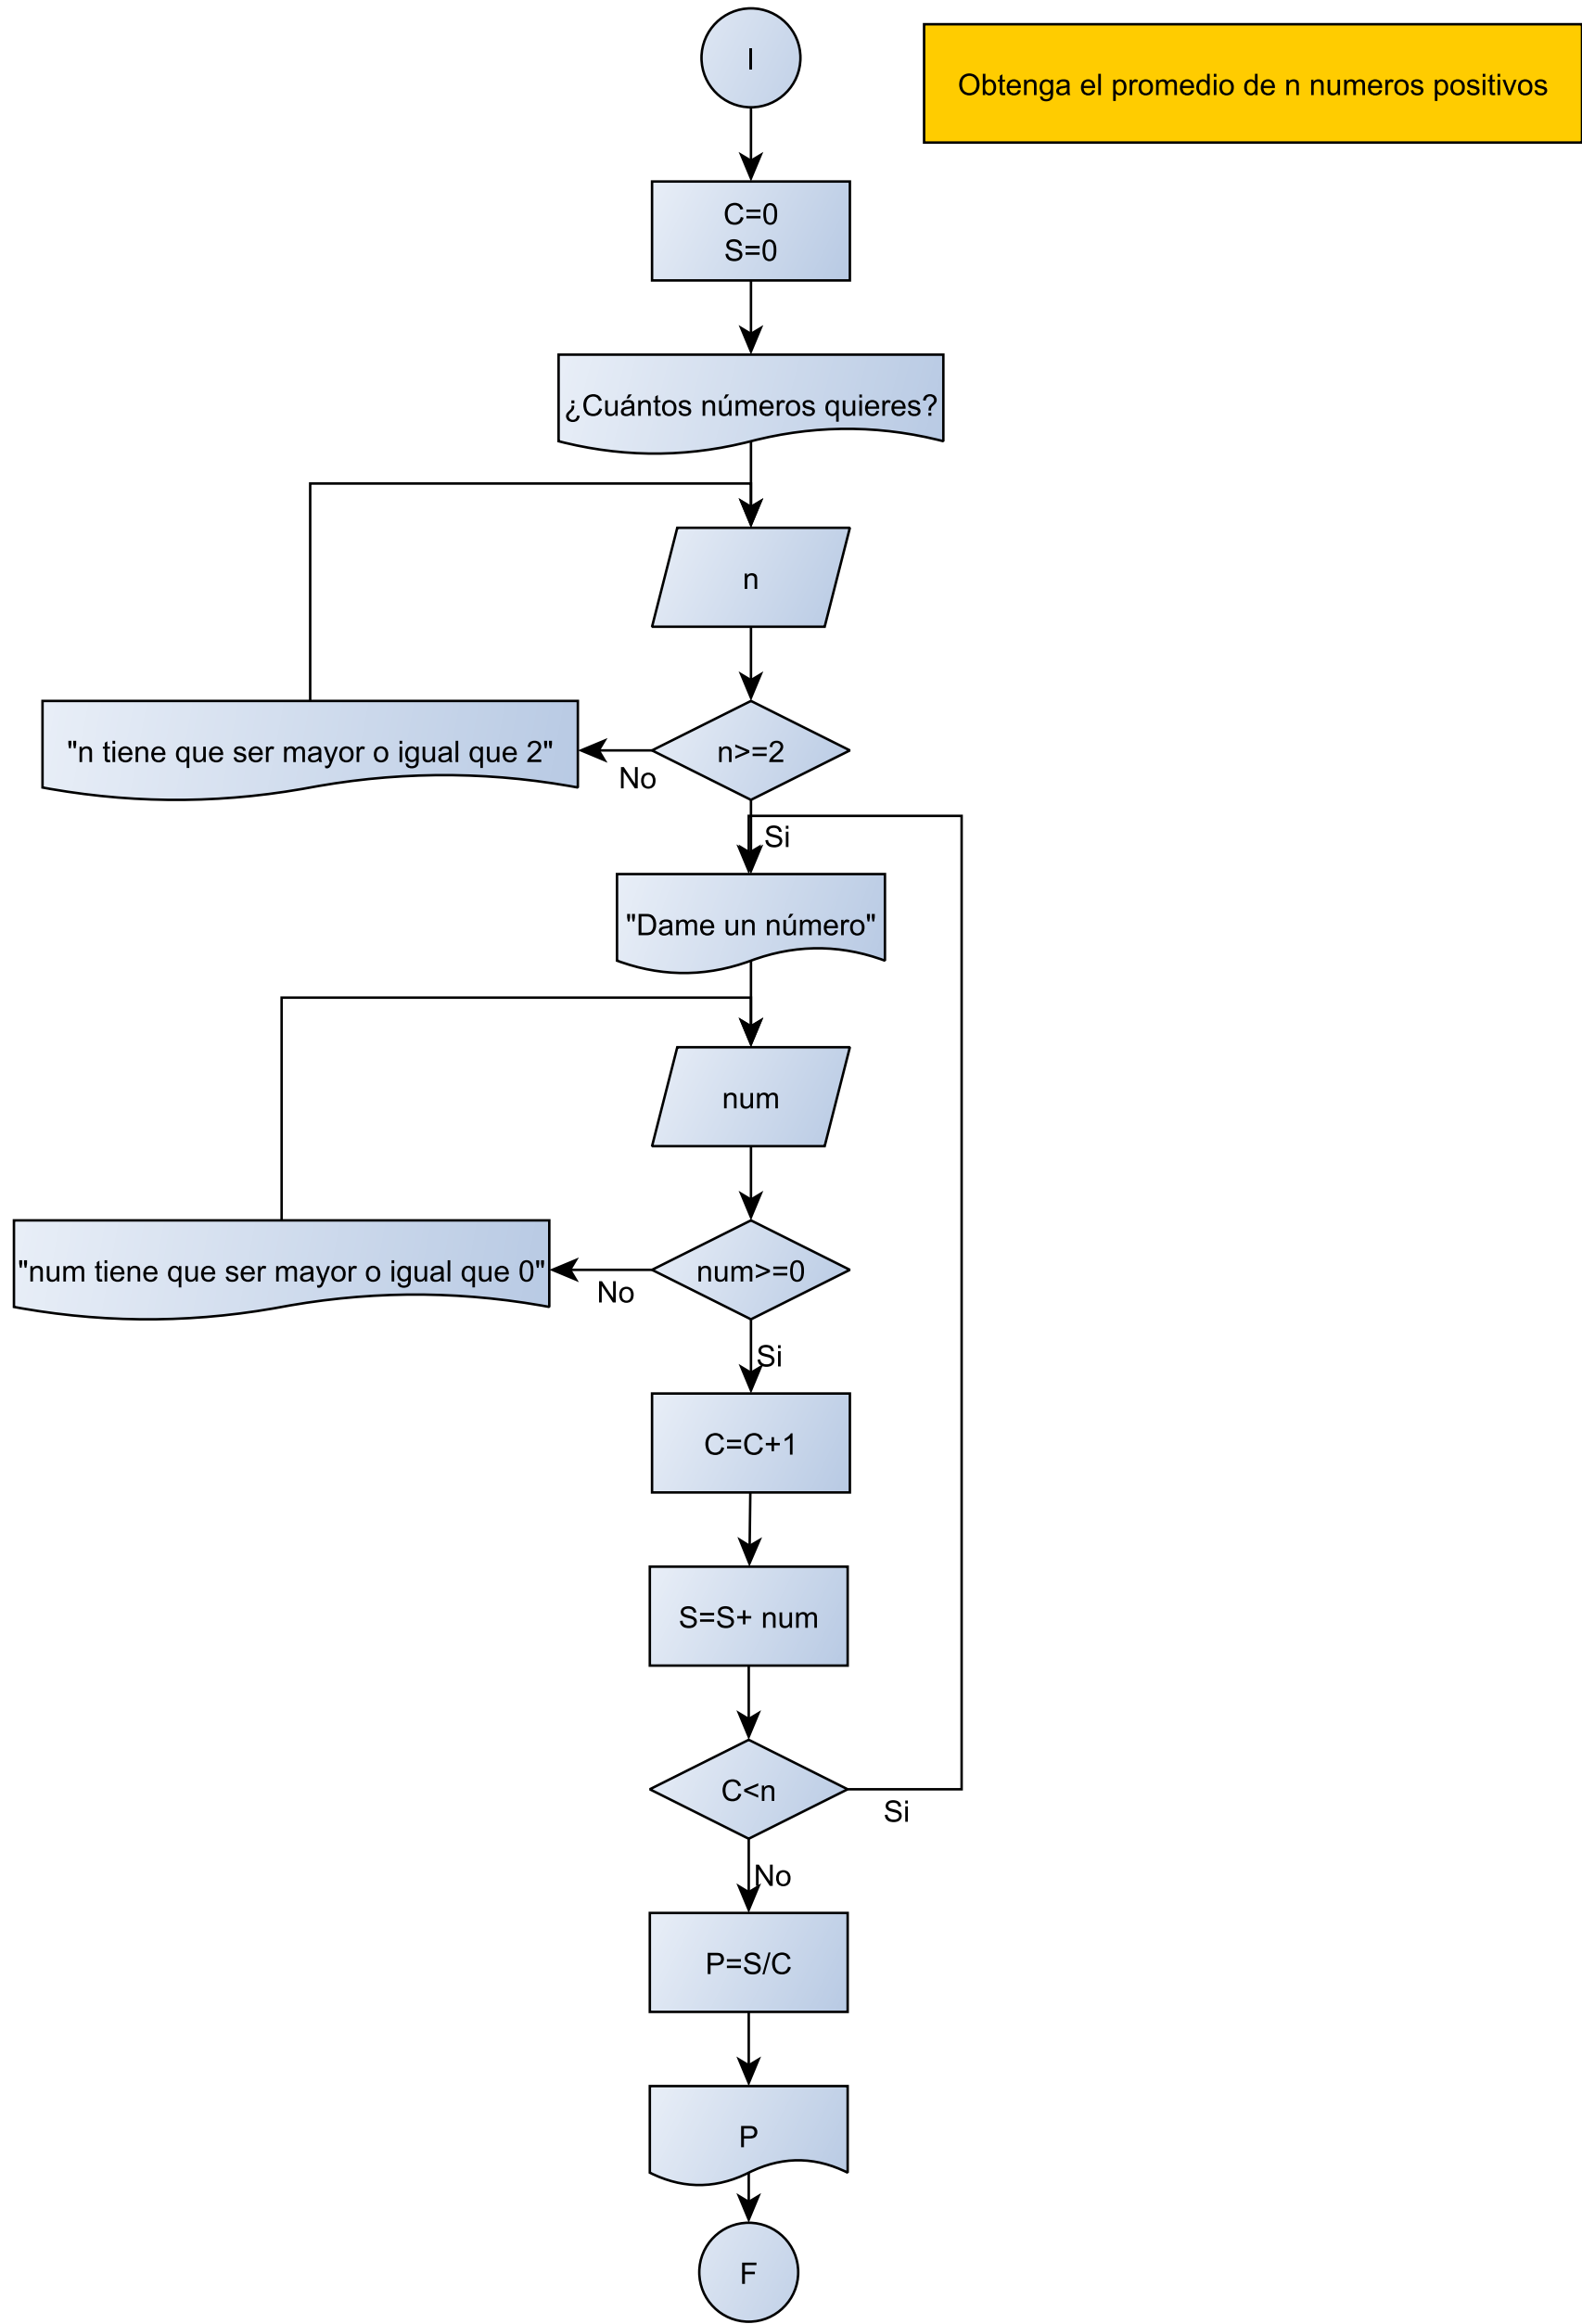 I
Obtenga el promedio de n numeros positivos
C=0
S=0
¿Cuántos números quieres?
n
n>=2
No
"n tiene que ser mayor o igual que 2"
Si
"Dame un número"
num
num>=0
No
"num tiene que ser mayor o igual que 0"
Si
C=C+1
S=S+ num
C<n
Si
No
P=S/C
P
F